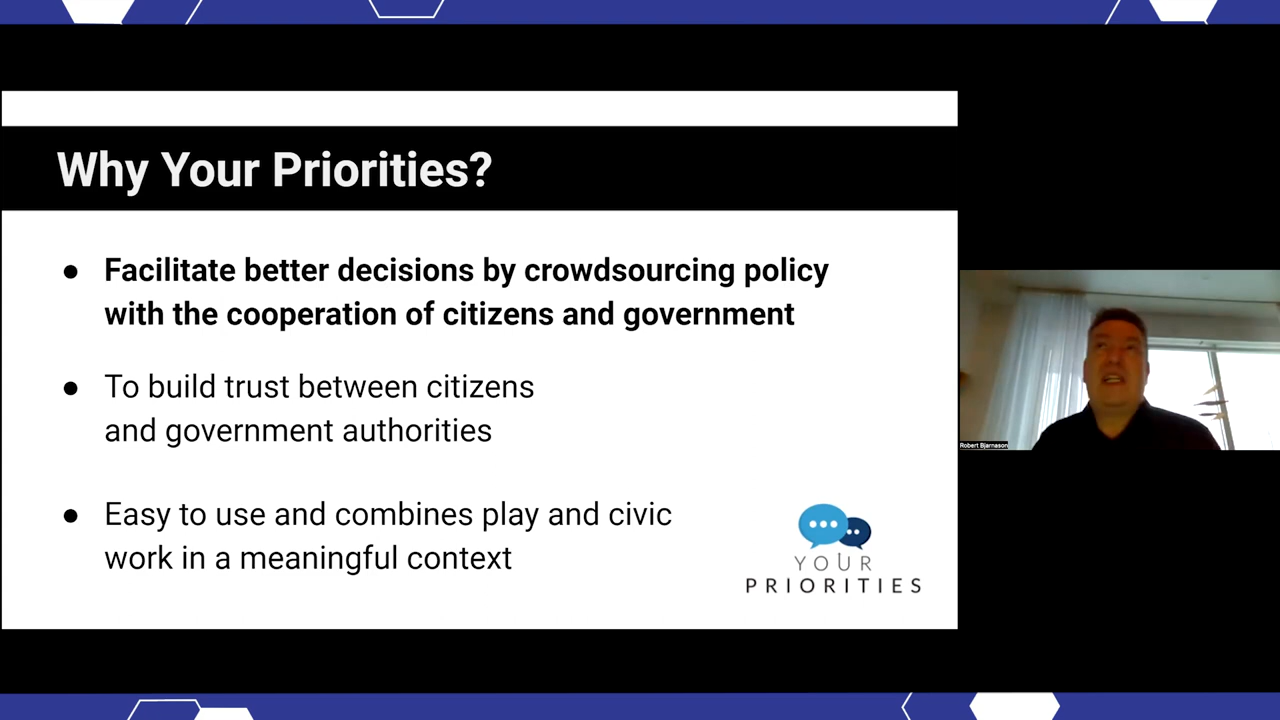 Why Your Priorities?
● Facilitate better decisions by crowdsourcing policy
with the cooperation of citizens and government
● To build trust between citizens
and government authorities
● Easy to use and combines play and civic
work in a meaningful context
YOUR
PRIORITIES
Robert Bjarnason